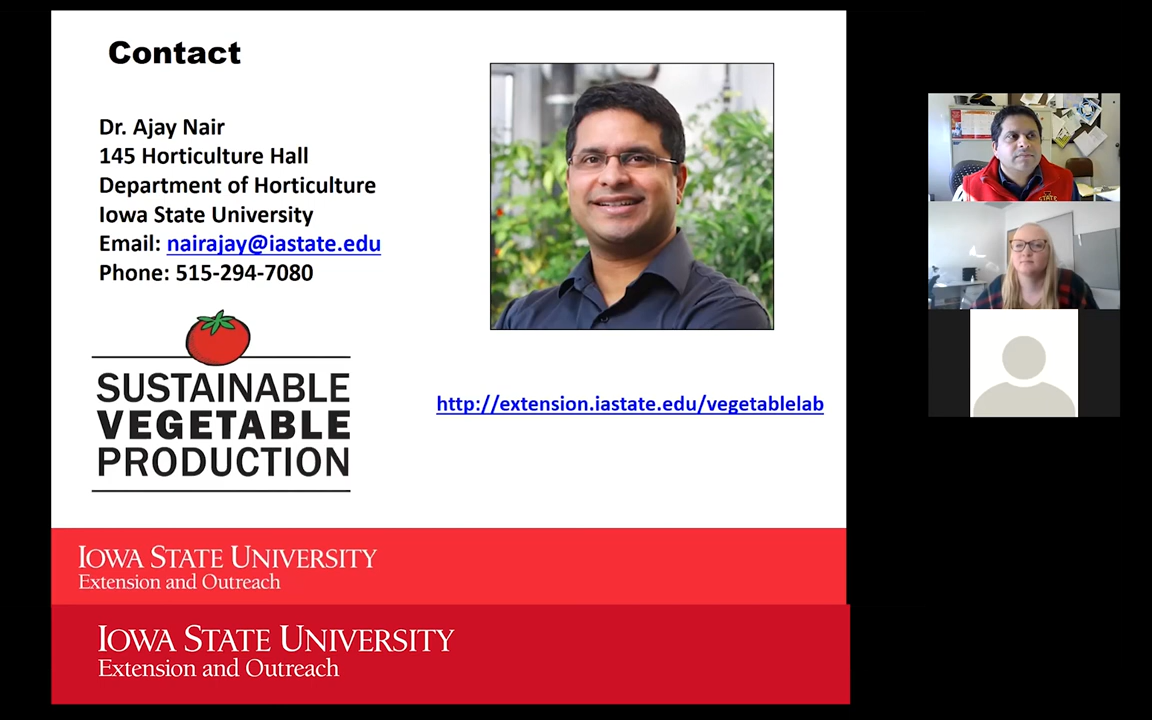 Contact
Dr. Ajay Nair
145 Horticulture Hall
Department of Horticulture
Iowa State University
Email: nairajay@iastate.edu
Phone: 515-294-7080
SUSTAINABLE
VEGETABLE
PRODUCTION
http://extension.iastate.edu/vegetablelab
IOWA STATE UNIVERSITY
Extension and Outreach
IOWA STATE UNIVERSITY
Extension and Outreach
STATE